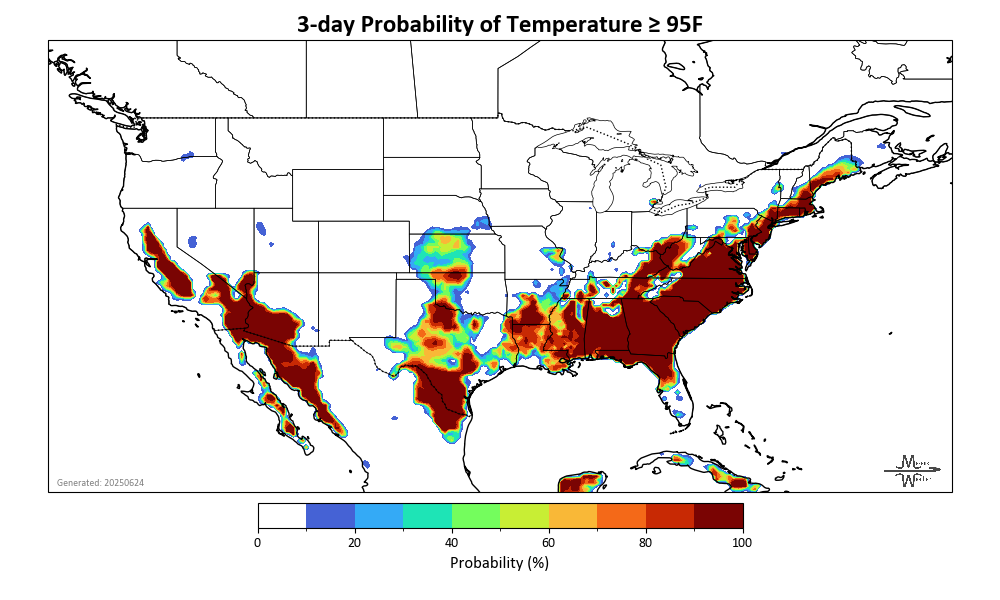 3-day Probability of Temperature ≥ 95F
Generated: 20250624
0 20 40 60 80 100
Probability (%)